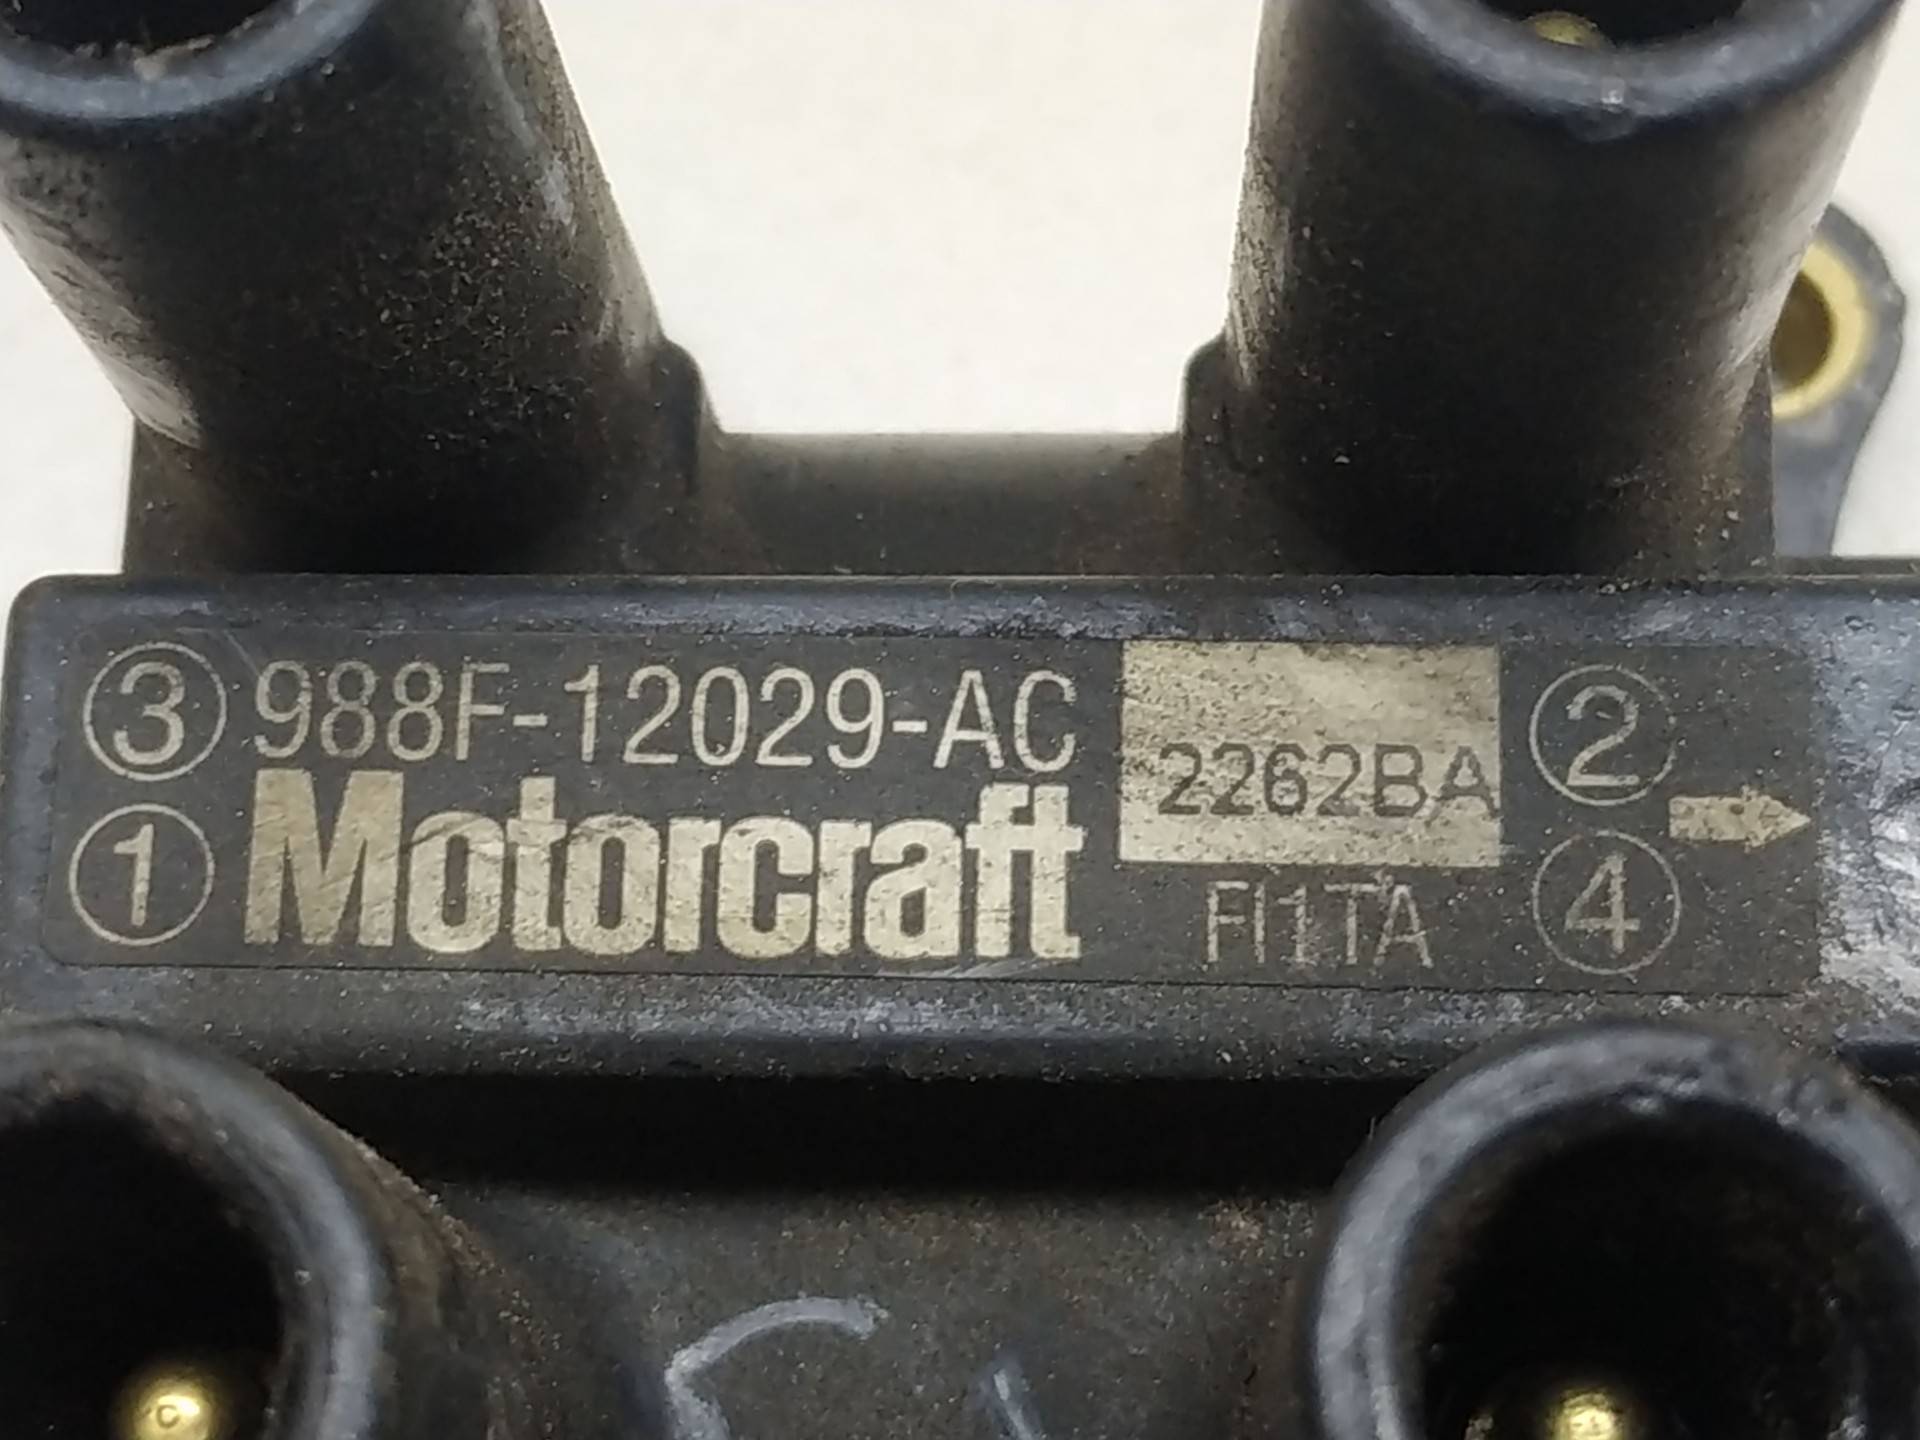 ③ 988F-12029-AC
① Motorcraft
2262BA
FI1TA
②
④